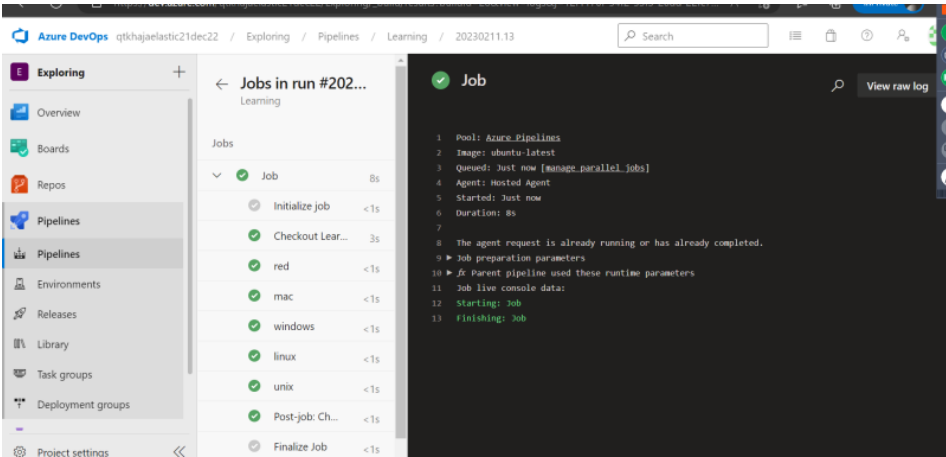 Azure DevOps qtkhajaelastic21dec22 / Exploring / Pipelines / Learning / 20230211.13
Search
E Exploring +
Overview
Boards
Repos
Pipelines
Pipelines
Environments
Releases
Library
Task groups
Deployment groups
Project settings
← Jobs in run #202...
Learning
Jobs
Job 8s
Initialize job <1s
Checkout Lear... 3s
red <1s
mac <1s
windows <1s
linux <1s
unix <1s
Post-job: Ch... <1s
Finalize Job <1s
Job
View raw log
1 Pool: Azure Pipelines
2 Image: ubuntu-latest
3 Queued: Just now [manage parallel jobs]
4 Agent: Hosted Agent
5 Started: Just now
6 Duration: 8s
7
8 The agent request is already running or has already completed.
9 ▶ Job preparation parameters
10 ▶ fx Parent pipeline used these runtime parameters
11 Job live console data:
12 Starting: Job
13 Finishing: Job